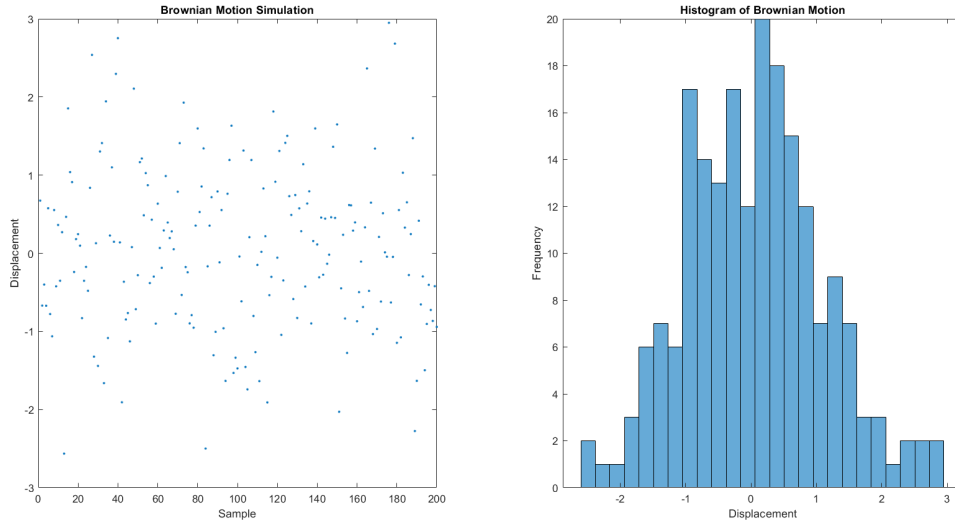 Brownian Motion Simulation
3
2
1
0
-1
-2
-3
Displacement
0 20 40 60 80 100 120 140 160 180 200
Sample
Histogram of Brownian Motion
20
18
16
14
12
10
8
6
4
2
0
Frequency
-2 -1 0 1 2 3
Displacement